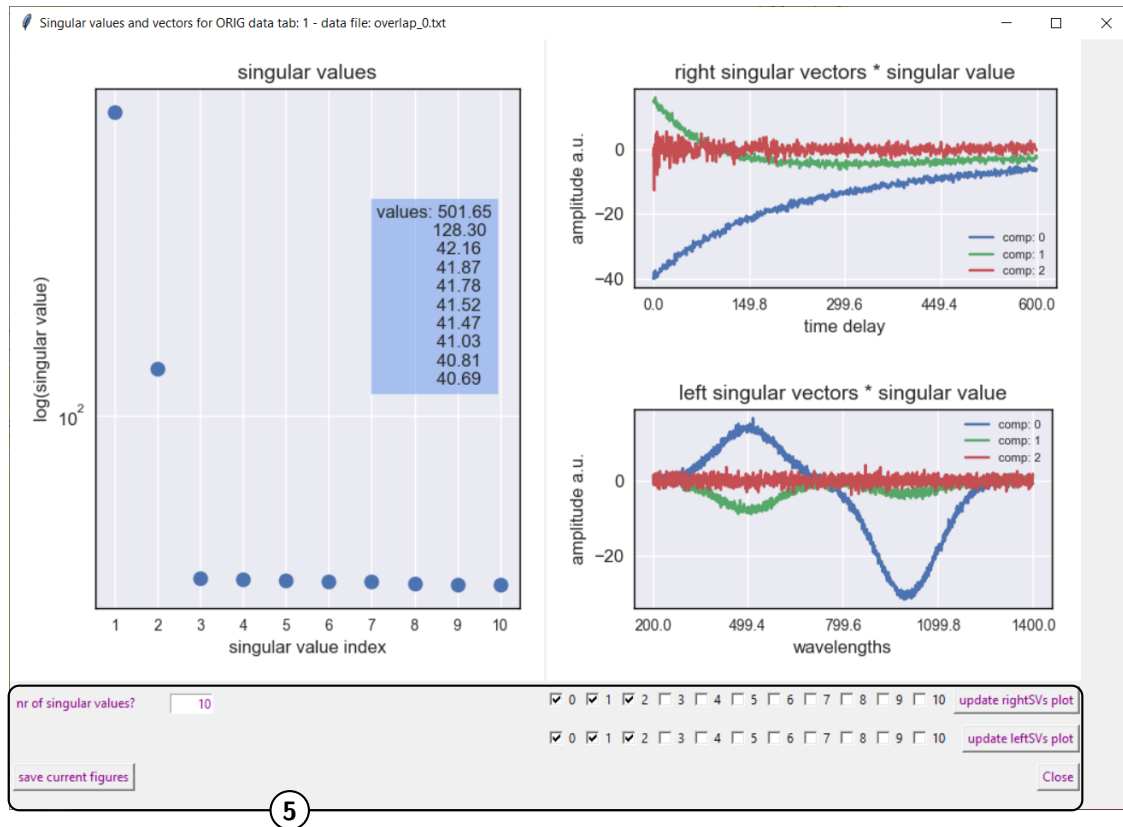 Singular values and vectors for ORIG data tab: 1 - data file: overlap_0.txt
singular values
log(singular value)
10²
values: 501.65
128.30
42.16
41.87
41.78
41.52
41.47
41.03
40.81
40.69
1 2 3 4 5 6 7 8 9 10
singular value index
right singular vectors * singular value
amplitude a.u.
0
−20
−40
comp: 0
comp: 1
comp: 2
0.0 149.8 299.6 449.4 600.0
time delay
left singular vectors * singular value
amplitude a.u.
0
−20
comp: 0
comp: 1
comp: 2
200.0 499.4 799.6 1099.8 1400.0
wavelengths
nr of singular values? 10
0 1 2 3 4 5 6 7 8 9 10 update rightSVs plot
0 1 2 3 4 5 6 7 8 9 10 update leftSVs plot
save current figures
Close
5